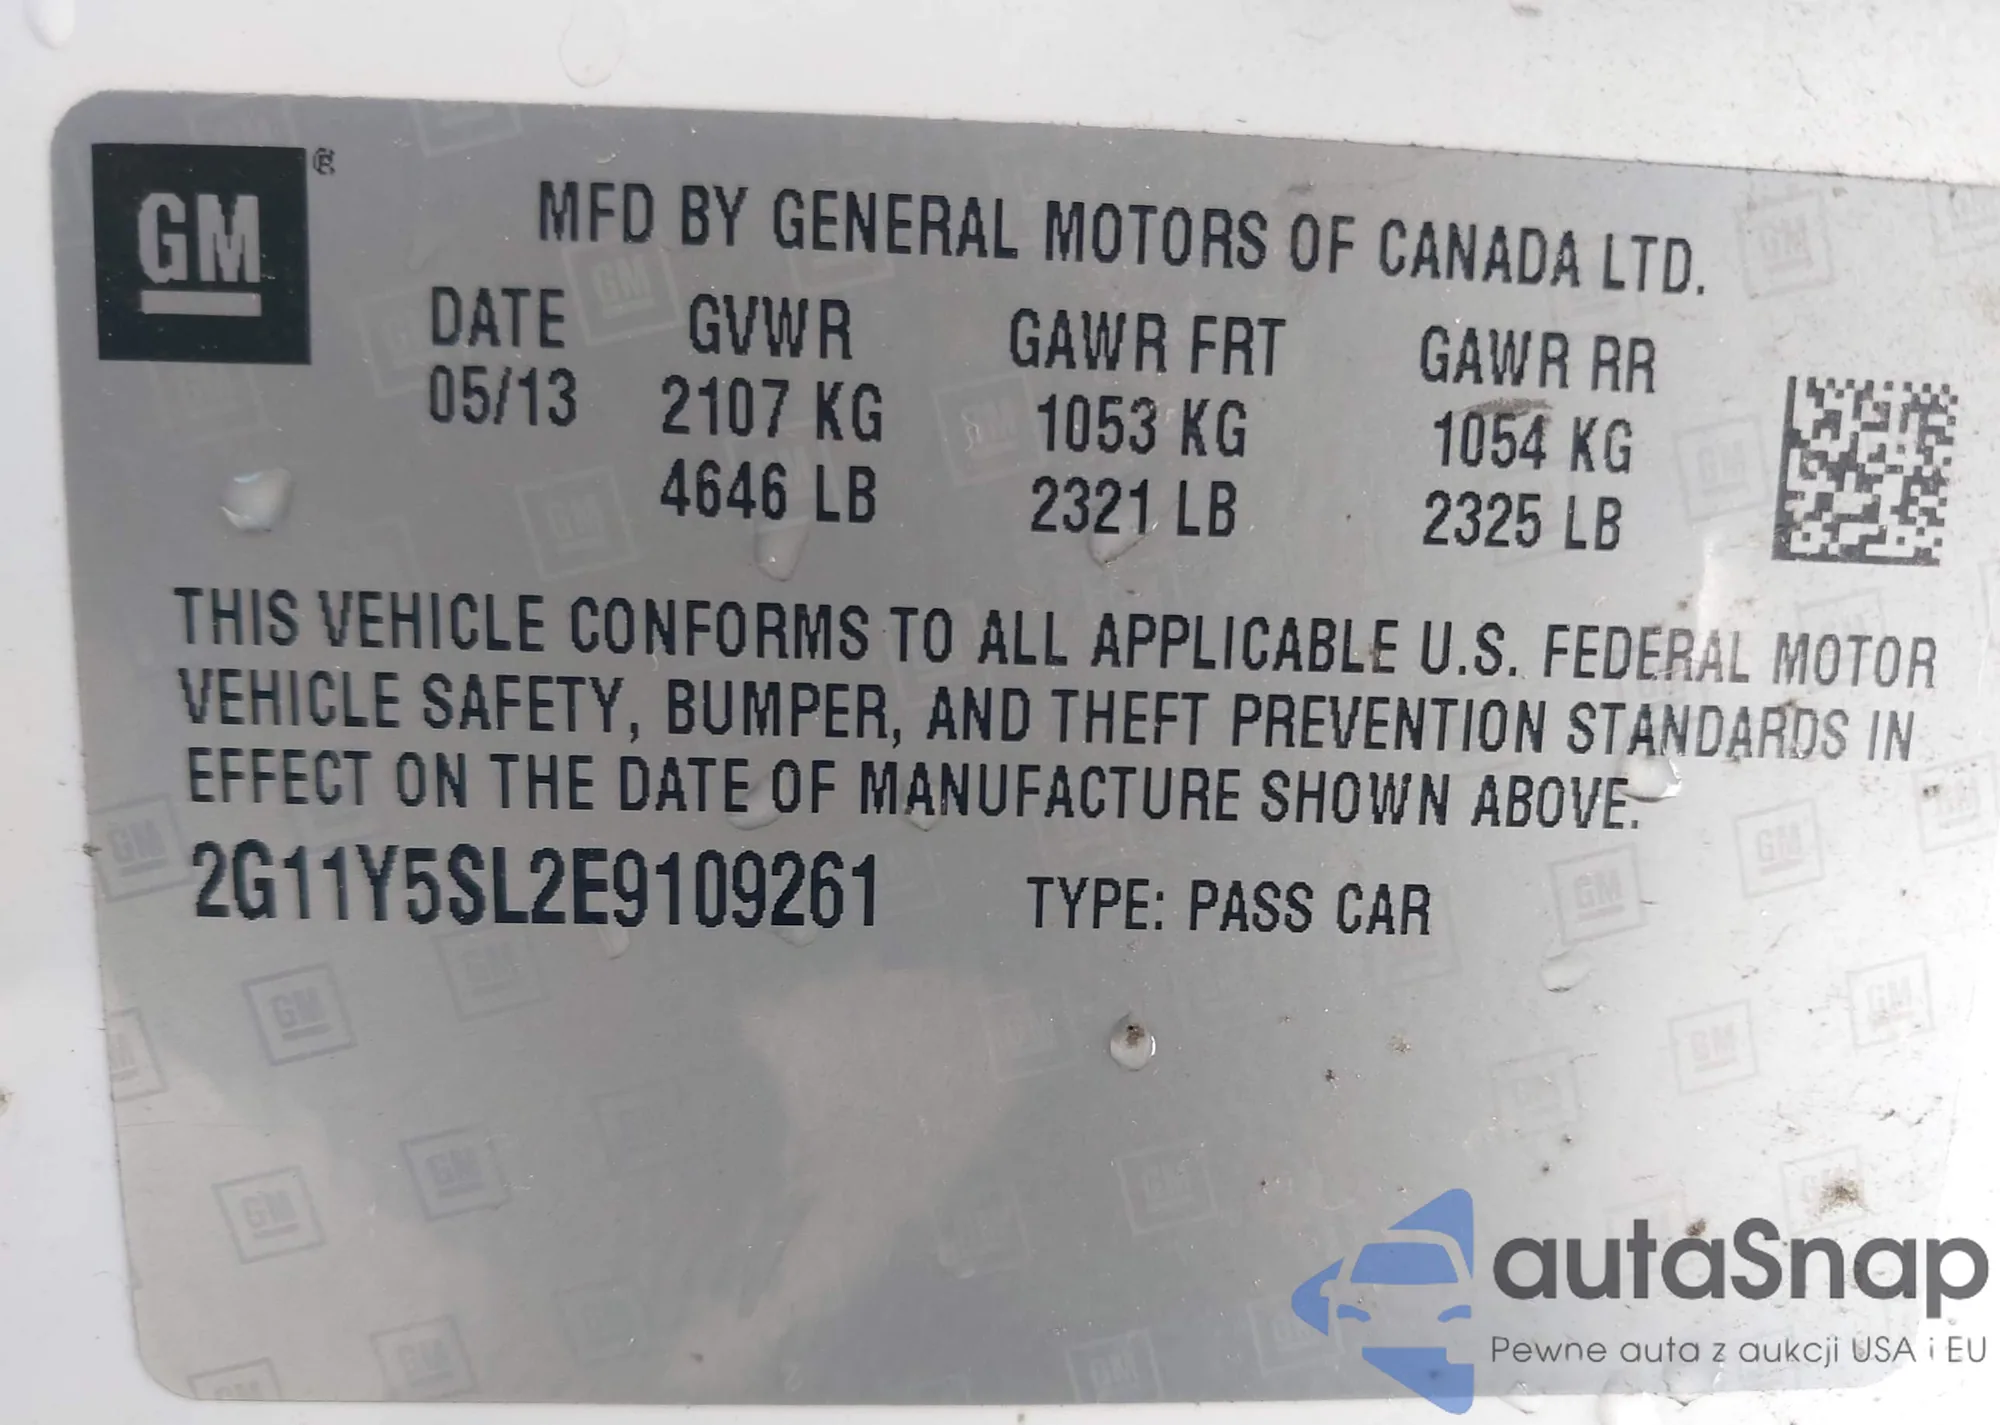 GM ®
MFD BY GENERAL MOTORS OF CANADA LTD.
DATE GVWR GAWR FRT GAWR RR
05/13 2107 KG 1053 KG 1054 KG
4646 LB 2321 LB 2325 LB
THIS VEHICLE CONFORMS TO ALL APPLICABLE U.S. FEDERAL MOTOR
VEHICLE SAFETY, BUMPER, AND THEFT PREVENTION STANDARDS IN
EFFECT ON THE DATE OF MANUFACTURE SHOWN ABOVE.
2G11Y5SL2E9109261 TYPE: PASS CAR
autaSnap
Pewne auta z aukcji USA i EU